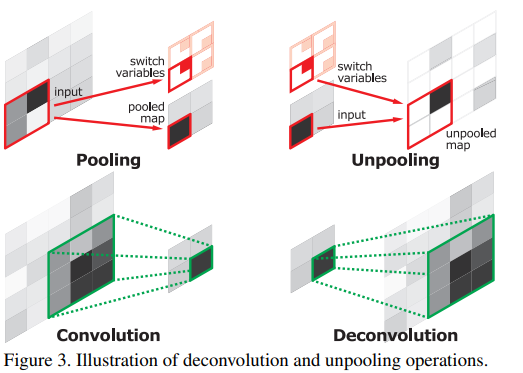 switch
variables
input
pooled
map
Pooling
switch
variables
input
unpooled
map
Unpooling
Convolution
Deconvolution
Figure 3. Illustration of deconvolution and unpooling operations.